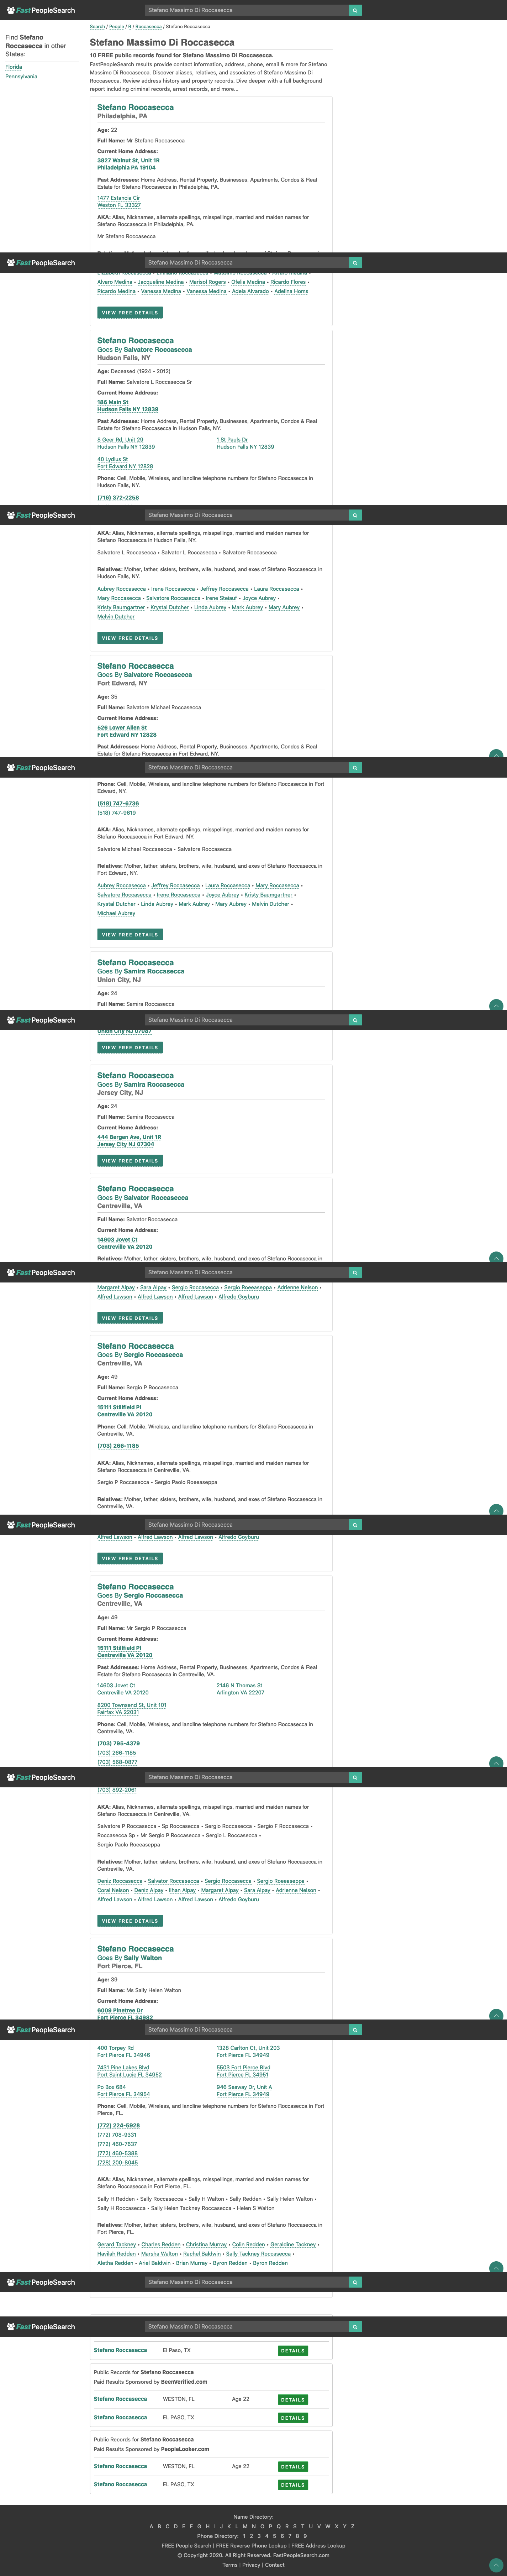 FastPeopleSearch
Stefano Massimo Di Roccasecca
Find Stefano
Roccasecca in other
States:
Florida
Pennsylvania
Search / People / R / Roccasecca / Stefano Roccasecca
Stefano Massimo Di Roccasecca
10 FREE public records found for Stefano Massimo Di Roccasecca.
FastPeopleSearch results provide contact information, address, phone, email & more for Stefano
Massimo Di Roccasecca. Discover aliases, relatives, and associates of Stefano Massimo Di
Roccasecca. Review address history and property records. Dive deeper with a full background
report including criminal records, arrest records, and more...
Stefano Roccasecca
Philadelphia, PA
Age: 22
Full Name: Mr Stefano Roccasecca
Current Home Address:
3827 Walnut St, Unit 1R
Philadelphia PA 19104
Past Addresses: Home Address, Rental Property, Businesses, Apartments, Condos & Real
Estate for Stefano Roccasecca in Philadelphia, PA.
1477 Estancia Cir
Weston FL 33327
AKA: Alias, Nicknames, alternate spellings, misspellings, married and maiden names for
Stefano Roccasecca in Philadelphia, PA.
Mr Stefano Roccasecca
FastPeopleSearch
Stefano Massimo Di Roccasecca
Elizabeth Roccasecca • Emiliano Roccasecca • Massimo Roccasecca • Alvaro Medina •
Alvaro Medina • Jacqueline Medina • Marisol Rogers • Ofelia Medina • Ricardo Flores •
Ricardo Medina • Vanessa Medina • Vanessa Medina • Adela Alvarado • Adelina Homs
VIEW FREE DETAILS
Stefano Roccasecca
Goes By Salvatore Roccasecca
Hudson Falls, NY
Age: Deceased (1924 - 2012)
Full Name: Salvatore L Roccasecca Sr
Current Home Address:
186 Main St
Hudson Falls NY 12839
Past Addresses: Home Address, Rental Property, Businesses, Apartments, Condos & Real
Estate for Stefano Roccasecca in Hudson Falls, NY.
8 Geer Rd, Unit 29
Hudson Falls NY 12839
1 St Pauls Dr
Hudson Falls NY 12839
40 Lydius St
Fort Edward NY 12828
Phone: Cell, Mobile, Wireless, and landline telephone numbers for Stefano Roccasecca in
Hudson Falls, NY.
(716) 372-2258
FastPeopleSearch
Stefano Massimo Di Roccasecca
AKA: Alias, Nicknames, alternate spellings, misspellings, married and maiden names for
Stefano Roccasecca in Hudson Falls, NY.
Salvatore L Roccasecca • Salvator L Roccasecca • Salvatore Roccasecca
Relatives: Mother, father, sisters, brothers, wife, husband, and exes of Stefano Roccasecca in
Hudson Falls, NY.
Aubrey Roccasecca • Irene Roccasecca • Jeffrey Roccasecca • Laura Roccasecca •
Mary Roccasecca • Salvatore Roccasecca • Irene Steiauf • Joyce Aubrey •
Kristy Baumgartner • Krystal Dutcher • Linda Aubrey • Mark Aubrey • Mary Aubrey •
Melvin Dutcher
VIEW FREE DETAILS
Stefano Roccasecca
Goes By Salvatore Roccasecca
Fort Edward, NY
Age: 35
Full Name: Salvatore Michael Roccasecca
Current Home Address:
526 Lower Allen St
Fort Edward NY 12828
Past Addresses: Home Address, Rental Property, Businesses, Apartments, Condos & Real
Estate for Stefano Roccasecca in Fort Edward, NY.
FastPeopleSearch
Stefano Massimo Di Roccasecca
Phone: Cell, Mobile, Wireless, and landline telephone numbers for Stefano Roccasecca in Fort
Edward, NY.
(518) 747-6736
(518) 747-9619
AKA: Alias, Nicknames, alternate spellings, misspellings, married and maiden names for
Stefano Roccasecca in Fort Edward, NY.
Salvatore Michael Roccasecca • Salvatore Roccasecca
Relatives: Mother, father, sisters, brothers, wife, husband, and exes of Stefano Roccasecca in
Fort Edward, NY.
Aubrey Roccasecca • Jeffrey Roccasecca • Laura Roccasecca • Mary Roccasecca •
Salvatore Roccasecca • Irene Roccasecca • Joyce Aubrey • Kristy Baumgartner •
Krystal Dutcher • Linda Aubrey • Mark Aubrey • Mary Aubrey • Melvin Dutcher •
Michael Aubrey
VIEW FREE DETAILS
Stefano Roccasecca
Goes By Samira Roccasecca
Union City, NJ
Age: 24
Full Name: Samira Roccasecca
FastPeopleSearch
Stefano Massimo Di Roccasecca
Union City NJ 07087
VIEW FREE DETAILS
Stefano Roccasecca
Goes By Samira Roccasecca
Jersey City, NJ
Age: 24
Full Name: Samira Roccasecca
Current Home Address:
444 Bergen Ave, Unit 1R
Jersey City NJ 07304
VIEW FREE DETAILS
Stefano Roccasecca
Goes By Salvator Roccasecca
Centreville, VA
Full Name: Salvator Roccasecca
Current Home Address:
14603 Jovet Ct
Centreville VA 20120
Relatives: Mother, father, sisters, brothers, wife, husband, and exes of Stefano Roccasecca in
FastPeopleSearch
Stefano Massimo Di Roccasecca
Margaret Alpay • Sara Alpay • Sergio Roccasecca • Sergio Roeeaseppa • Adrienne Nelson •
Alfred Lawson • Alfred Lawson • Alfred Lawson • Alfredo Goyburu
VIEW FREE DETAILS
Stefano Roccasecca
Goes By Sergio Roccasecca
Centreville, VA
Age: 49
Full Name: Sergio P Roccasecca
Current Home Address:
15111 Stillfield Pl
Centreville VA 20120
Phone: Cell, Mobile, Wireless, and landline telephone numbers for Stefano Roccasecca in
Centreville, VA.
(703) 266-1185
AKA: Alias, Nicknames, alternate spellings, misspellings, married and maiden names for
Stefano Roccasecca in Centreville, VA.
Sergio P Roccasecca • Sergio Paolo Roeeaseppa
Relatives: Mother, father, sisters, brothers, wife, husband, and exes of Stefano Roccasecca in
Centreville, VA.
FastPeopleSearch
Stefano Massimo Di Roccasecca
Alfred Lawson • Alfred Lawson • Alfred Lawson • Alfredo Goyburu
VIEW FREE DETAILS
Stefano Roccasecca
Goes By Sergio Roccasecca
Centreville, VA
Age: 49
Full Name: Mr Sergio P Roccasecca
Current Home Address:
15111 Stillfield Pl
Centreville VA 20120
Past Addresses: Home Address, Rental Property, Businesses, Apartments, Condos & Real
Estate for Stefano Roccasecca in Centreville, VA.
14603 Jovet Ct
Centreville VA 20120
2146 N Thomas St
Arlington VA 22207
8200 Townsend St, Unit 101
Fairfax VA 22031
Phone: Cell, Mobile, Wireless, and landline telephone numbers for Stefano Roccasecca in
Centreville, VA.
(703) 795-4379
(703) 266-1185
(703) 568-0877
FastPeopleSearch
Stefano Massimo Di Roccasecca
(703) 892-2061
AKA: Alias, Nicknames, alternate spellings, misspellings, married and maiden names for
Stefano Roccasecca in Centreville, VA.
Salvatore P Roccasecca • Sp Roccasecca • Sergio Roccasecca • Sergio F Roccasecca •
Roccasecca Sp • Mr Sergio P Roccasecca • Sergio L Roccasecca •
Sergio Paolo Roeeaseppa
Relatives: Mother, father, sisters, brothers, wife, husband, and exes of Stefano Roccasecca in
Centreville, VA.
Deniz Roccasecca • Salvator Roccasecca • Sergio Roccasecca • Sergio Roeeaseppa •
Coral Nelson • Deniz Alpay • Ilhan Alpay • Margaret Alpay • Sara Alpay • Adrienne Nelson •
Alfred Lawson • Alfred Lawson • Alfred Lawson • Alfredo Goyburu
VIEW FREE DETAILS
Stefano Roccasecca
Goes By Sally Walton
Fort Pierce, FL
Age: 39
Full Name: Ms Sally Helen Walton
Current Home Address:
6009 Pinetree Dr
Fort Pierce FL 34982
FastPeopleSearch
Stefano Massimo Di Roccasecca
400 Torpey Rd
Fort Pierce FL 34946
1326 Carlton Ct, Unit 203
Fort Pierce FL 34949
7431 Pine Lakes Blvd
Port Saint Lucie FL 34952
5503 Fort Pierce Blvd
Fort Pierce FL 34951
Po Box 684
Fort Pierce FL 34954
946 Seaway Dr, Unit A
Fort Pierce FL 34949
Phone: Cell, Mobile, Wireless, and landline telephone numbers for Stefano Roccasecca in Fort
Pierce, FL.
(772) 224-5928
(772) 708-9331
(772) 460-7637
(772) 460-5388
(728) 200-8045
AKA: Alias, Nicknames, alternate spellings, misspellings, married and maiden names for
Stefano Roccasecca in Fort Pierce, FL.
Sally H Redden • Sally Roccasecca • Sally H Walton • Sally Redden • Sally Helen Walton •
Sally H Roccasecca • Sally Helen Tackney Roccasecca • Helen S Walton
Relatives: Mother, father, sisters, brothers, wife, husband, and exes of Stefano Roccasecca in
Fort Pierce, FL.
Gerard Tackney • Charles Redden • Christina Murray • Colin Redden • Geraldine Tackney •
Havilah Redden • Marsha Walton • Rachel Baldwin • Sally Tackney Roccasecca •
Aletha Redden • Ariel Baldwin • Brian Murray • Byron Redden • Byron Redden
FastPeopleSearch
Stefano Massimo Di Roccasecca
FastPeopleSearch
Stefano Massimo Di Roccasecca
Stefano Roccasecca El Paso, TX DETAILS
Public Records for Stefano Roccasecca
Paid Results Sponsored by BeenVerified.com
Stefano Roccasecca WESTON, FL Age 22 DETAILS
Stefano Roccasecca EL PASO, TX DETAILS
Public Records for Stefano Roccasecca
Paid Results Sponsored by PeopleLooker.com
Stefano Roccasecca WESTON, FL Age 22 DETAILS
Stefano Roccasecca EL PASO, TX DETAILS
Name Directory:
A B C D E F G H I J K L M N O P Q R S T U V W X Y Z
Phone Directory: 1 2 3 4 5 6 7 8 9
FREE People Search | FREE Reverse Phone Lookup | FREE Address Lookup
© Copyright 2020. All Right Reserved. FastPeopleSearch.com
Terms | Privacy | Contact